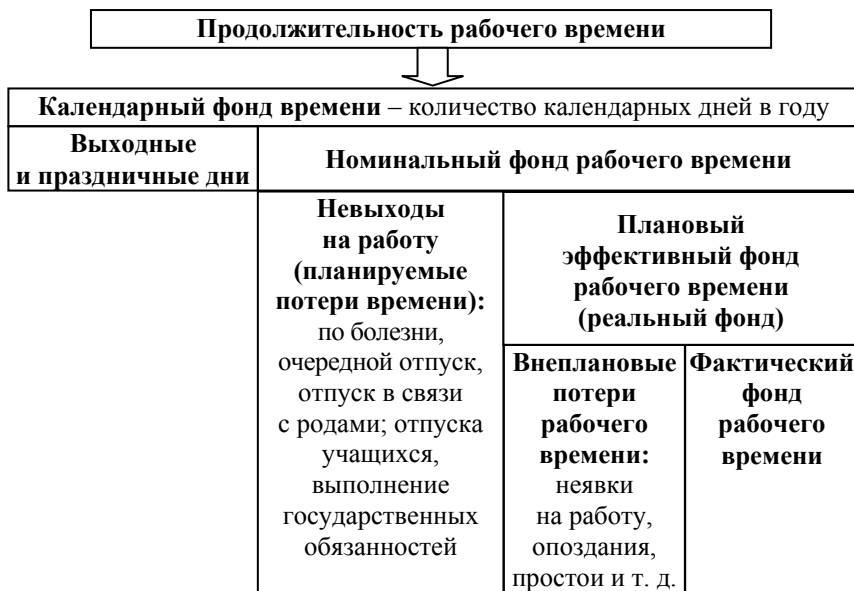 Продолжительность рабочего времени
Календарный фонд времени – количество календарных дней в году
Выходные
и праздничные дни
Номинальный фонд рабочего времени
Невыходы
на работу
(планируемые
потери времени):
по болезни,
очередной отпуск,
отпуск в связи
с родами; отпуска
учащихся,
выполнение
государственных
обязанностей
Плановый
эффективный фонд
рабочего времени
(реальный фонд)
Внеплановые
потери
рабочего
времени:
неявки
на работу,
опоздания,
простои и т. д.
Фактический
фонд
рабочего
времени